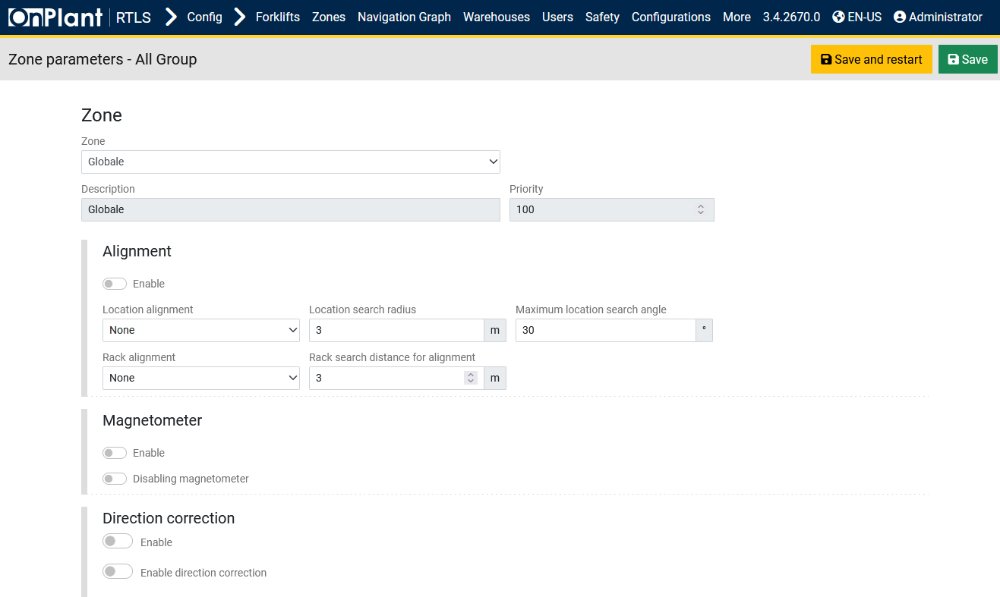 OnPlant RTLS Config Forklifts Zones Navigation Graph Warehouses Users Safety Configurations More 3.4.2670.0 EN-US Administrator
Zone parameters - All Group Save and restart Save
Zone
Zone
Globale
Description Priority
Globale 100
Alignment
Enable
Location alignment Location search radius Maximum location search angle
None 3 m 30 °
Rack alignment Rack search distance for alignment
None 3 m
Magnetometer
Enable
Disabling magnetometer
Direction correction
Enable
Enable direction correction